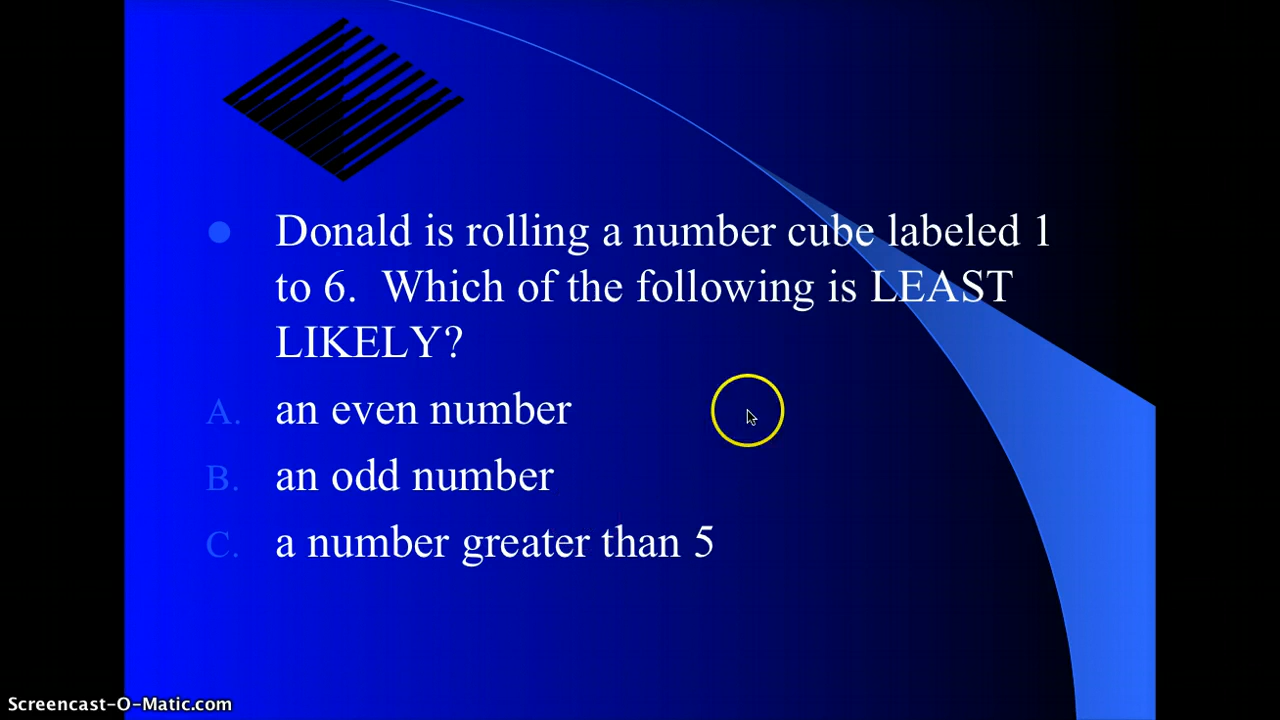 Donald is rolling a number cube labeled 1
to 6. Which of the following is LEAST
LIKELY?
A. an even number
B. an odd number
C. a number greater than 5
Screencast-O-Matic.com